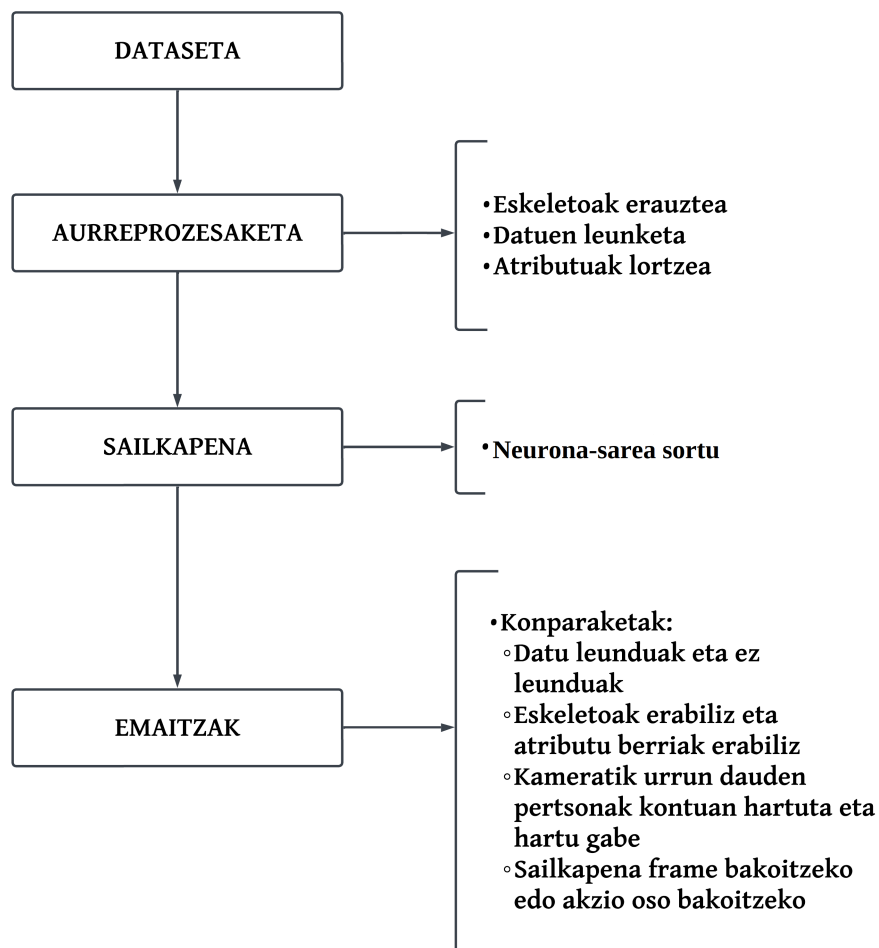 DATASETA
AURREPROZESAKETA
•Eskeletoak erauztea
•Datuen leunketa
•Atributuak lortzea
SAILKAPENA
•Neurona-sarea sortu
EMAITZAK
•Konparaketak:
◦Datu leunduak eta ez
leunduak
◦Eskeletoak erabiliz eta
atributu berriak erabiliz
◦Kameratik urrun dauden
pertsonak kontuan hartuta eta
hartu gabe
◦Sailkapena frame bakoitzeko
edo akzio oso bakoitzeko